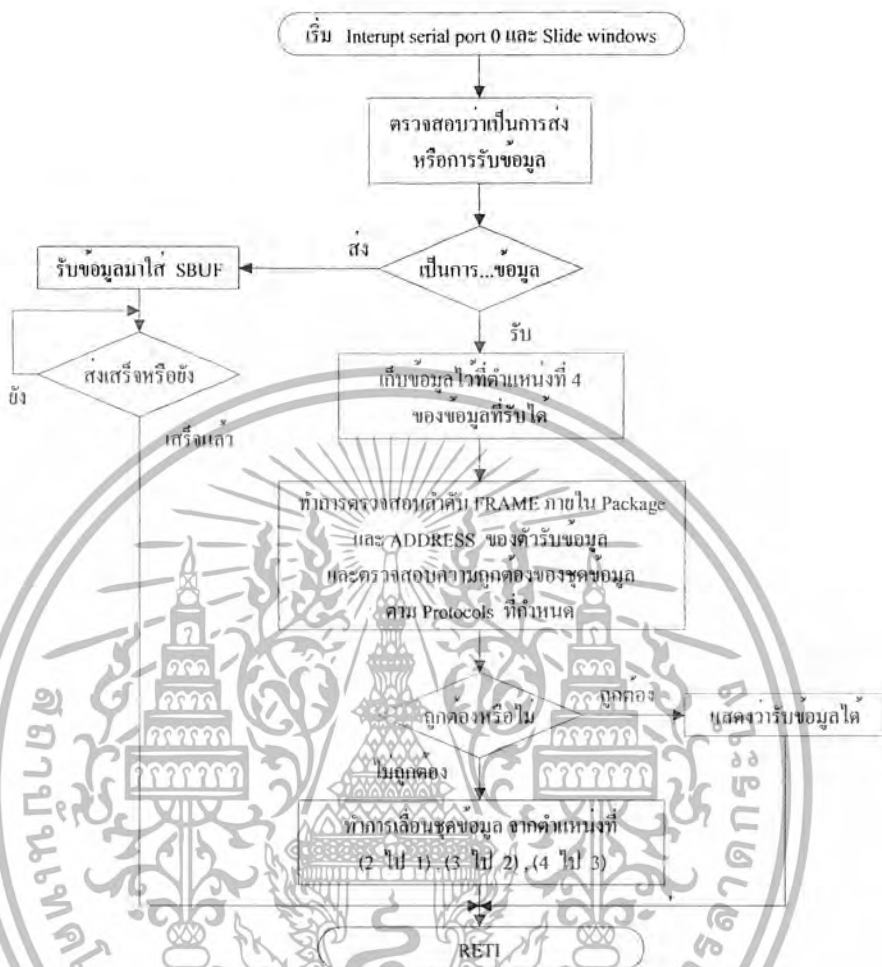 เริ่ม Interupt serial port 0 และ Slide windows
ตรวจสอบว่าเป็นการส่ง
หรือการรับข้อมูล
เป็นการ...ข้อมูล
ส่ง
รับข้อมูลมาใส่ SBUF
ส่งเสร็จหรือยัง
ยัง
เสร็จแล้ว
รับ
เก็บข้อมูลไว้ที่ตำแหน่งที่ 4
ของข้อมูลที่รับได้
ทำการตรวจสอบลำดับ FRAME ภายใน Package
และ ADDRESS ของตัวรับข้อมูล
และตรวจสอบความถูกต้องของชุดข้อมูล
ตาม Protocols ที่กำหนด
ถูกต้องหรือไม่
ถูกต้อง
แสดงว่ารับข้อมูลได้
ไม่ถูกต้อง
ทำการเลื่อนชุดข้อมูล จากตำแหน่งที่
(2 ไป 1) , (3 ไป 2) , (4 ไป 3)
RETI